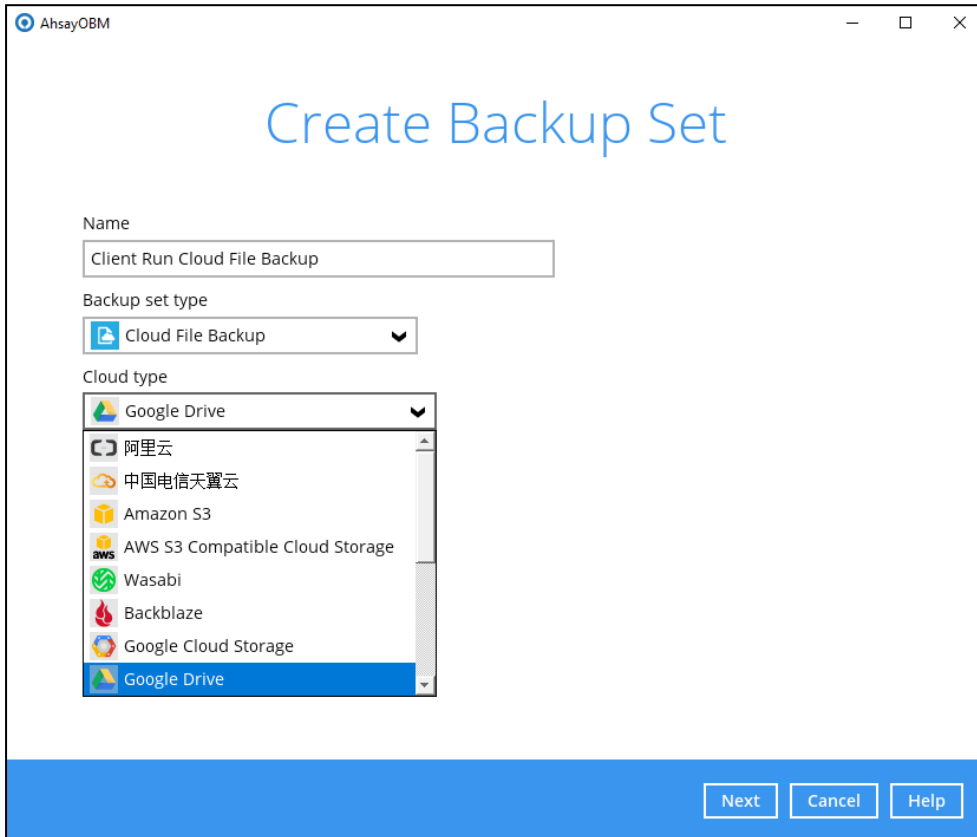 AhsayOBM
Create Backup Set
Name
Client Run Cloud File Backup
Backup set type
Cloud File Backup
Cloud type
Google Drive
阿里云
中国电信天翼云
Amazon S3
aws AWS S3 Compatible Cloud Storage
Wasabi
Backblaze
Google Cloud Storage
Google Drive
Next Cancel Help